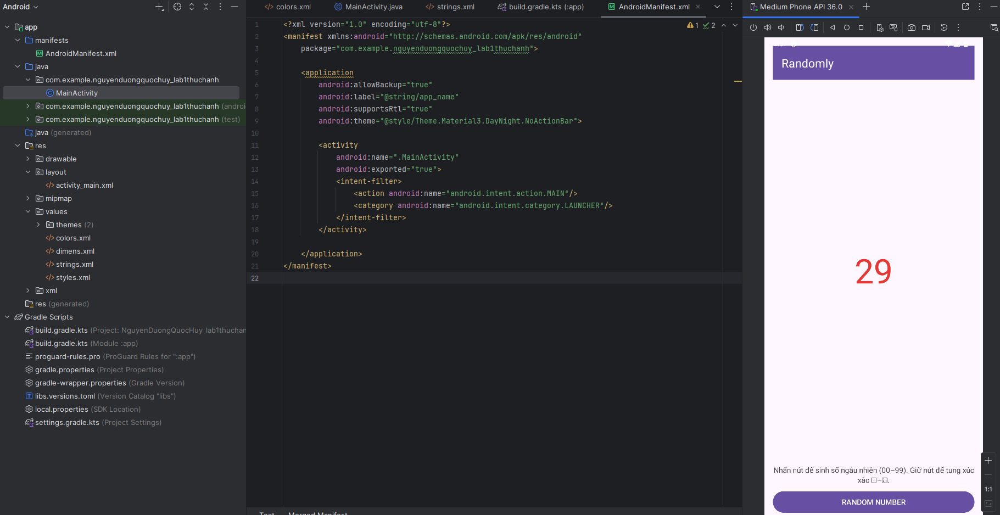 Android
colors.xml
MainActivity.java
strings.xml
build.gradle.kts (:app)
AndroidManifest.xml
Medium Phone API 36.0
app
manifests
AndroidManifest.xml
java
com.example.nguyenduongquochuy_lab1thuchanh
MainActivity
com.example.nguyenduongquochuy_lab1thuchanh (androi
com.example.nguyenduongquochuy_lab1thuchanh (test)
java (generated)
res
drawable
layout
activity_main.xml
mipmap
values
themes (2)
colors.xml
dimens.xml
strings.xml
styles.xml
xml
res (generated)
Gradle Scripts
build.gradle.kts (Project: NguyenDuongQuocHuy_lab1thuchan
build.gradle.kts (Module :app)
proguard-rules.pro (ProGuard Rules for ":app")
gradle.properties (Project Properties)
gradle-wrapper.properties (Gradle Version)
libs.versions.toml (Version Catalog "libs")
local.properties (SDK Location)
settings.gradle.kts (Project Settings)
1 <?xml version="1.0" encoding="utf-8"?>
2 <manifest xmlns:android="http://schemas.android.com/apk/res/android"
3 package="com.example.nguyenduongquochuy_lab1thuchanh">
4
5 <application
6 android:allowBackup="true"
7 android:label="@string/app_name"
8 android:supportsRtl="true"
9 android:theme="@style/Theme.Material3.DayNight.NoActionBar">
10
11 <activity
12 android:name=".MainActivity"
13 android:exported="true">
14 <intent-filter>
15 <action android:name="android.intent.action.MAIN"/>
16 <category android:name="android.intent.category.LAUNCHER"/>
17 </intent-filter>
18 </activity>
19
20 </application>
21 </manifest>
22
1 2
Text Merged Manifest
Randomly
29
Nhấn nút để sinh số ngẫu nhiên (00–99). Giữ nút để tung xúc
xắc ⚀–⚅.
RANDOM NUMBER
1:1